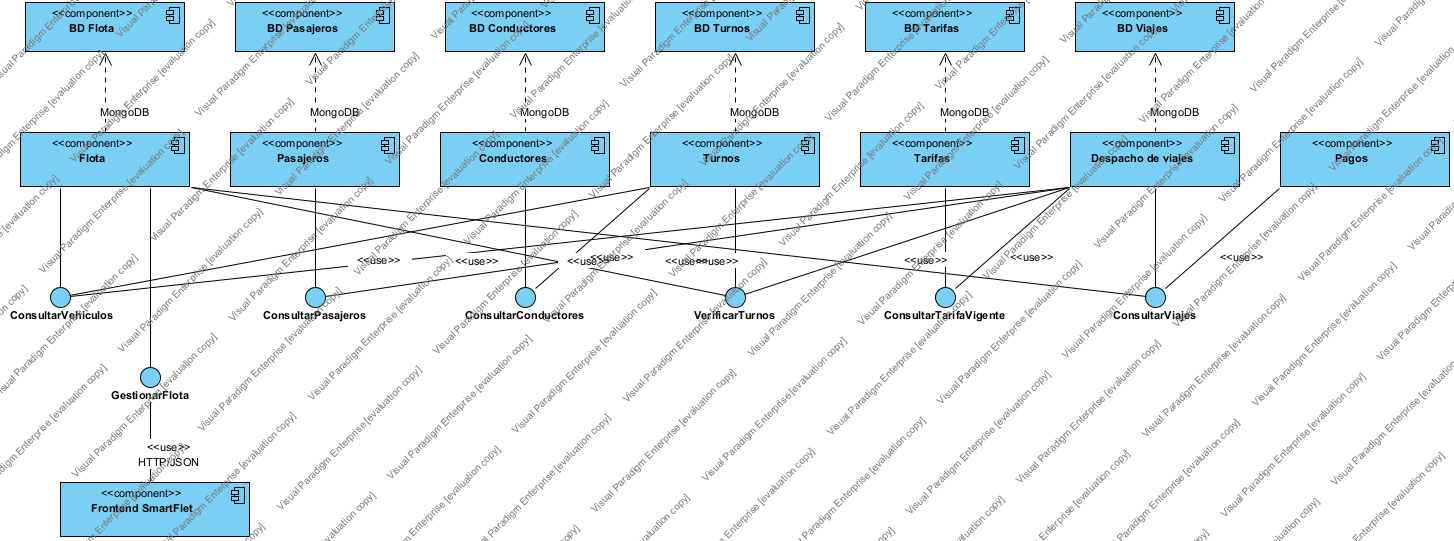 <<component>>
BD Flota
<<component>>
BD Pasajeros
<<component>>
BD Conductores
<<component>>
BD Turnos
<<component>>
BD Tarifas
<<component>>
BD Viajes
MongoDB
MongoDB
MongoDB
MongoDB
MongoDB
MongoDB
<<component>>
Flota
<<component>>
Pasajeros
<<component>>
Conductores
<<component>>
Turnos
<<component>>
Tarifas
<<component>>
Despacho de viajes
<<component>>
Pagos
<<use>>
<<use>>
<<use>>
<<use>>
<<use>>
<<use>>
<<use>>
<<use>>
<<use>>
ConsultarVehiculos
ConsultarPasajeros
ConsultarConductores
VerificarTurnos
ConsultarTarifaVigente
ConsultarViajes
GestionarFlota
<<use>>
HTTP/JSON
<<component>>
Frontend SmartFlet
Visual Paradigm Enterprise [evaluation copy]